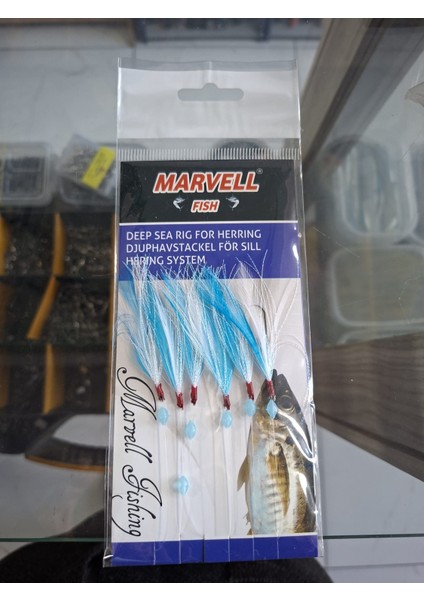 MARVELL®
FISH
DEEP SEA RIG FOR HERRING
DJUPHAVSTACKEL FÖR SILL
HERING SYSTEM
Marvell Fishing